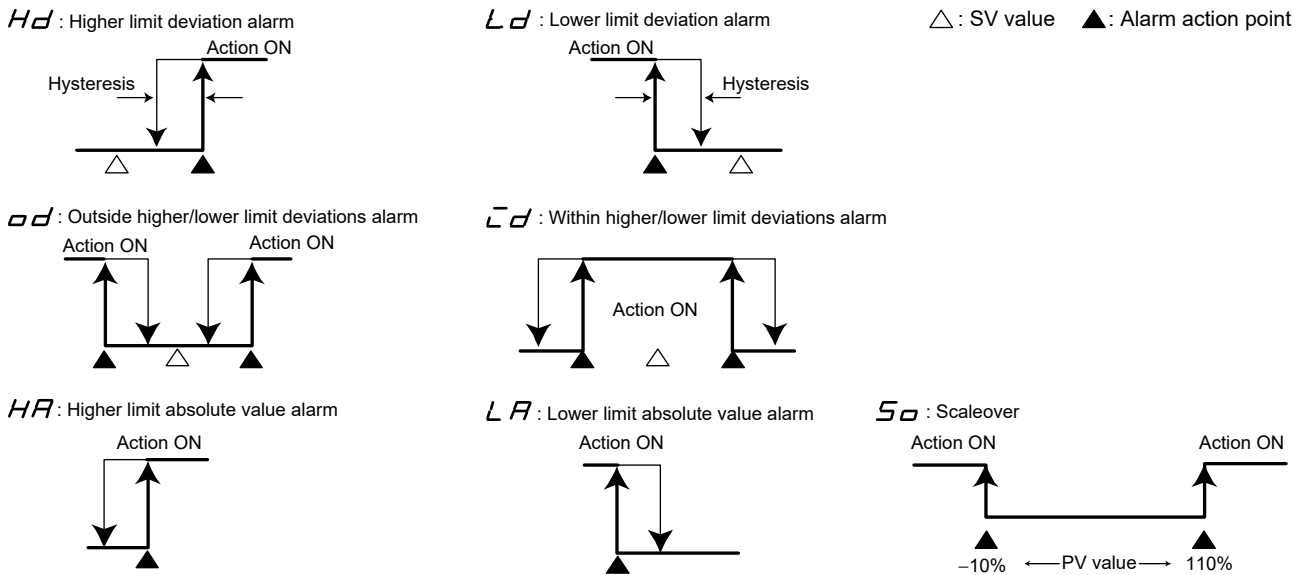 Hd : Higher limit deviation alarm
Action ON
Hysteresis
Ld : Lower limit deviation alarm
Action ON
Hysteresis
△ : SV value ▲ : Alarm action point
od : Outside higher/lower limit deviations alarm
Action ON Action ON
id : Within higher/lower limit deviations alarm
Action ON
HA : Higher limit absolute value alarm
Action ON
LA : Lower limit absolute value alarm
Action ON
So : Scaleover
Action ON Action ON
−10% ←PV value→ 110%